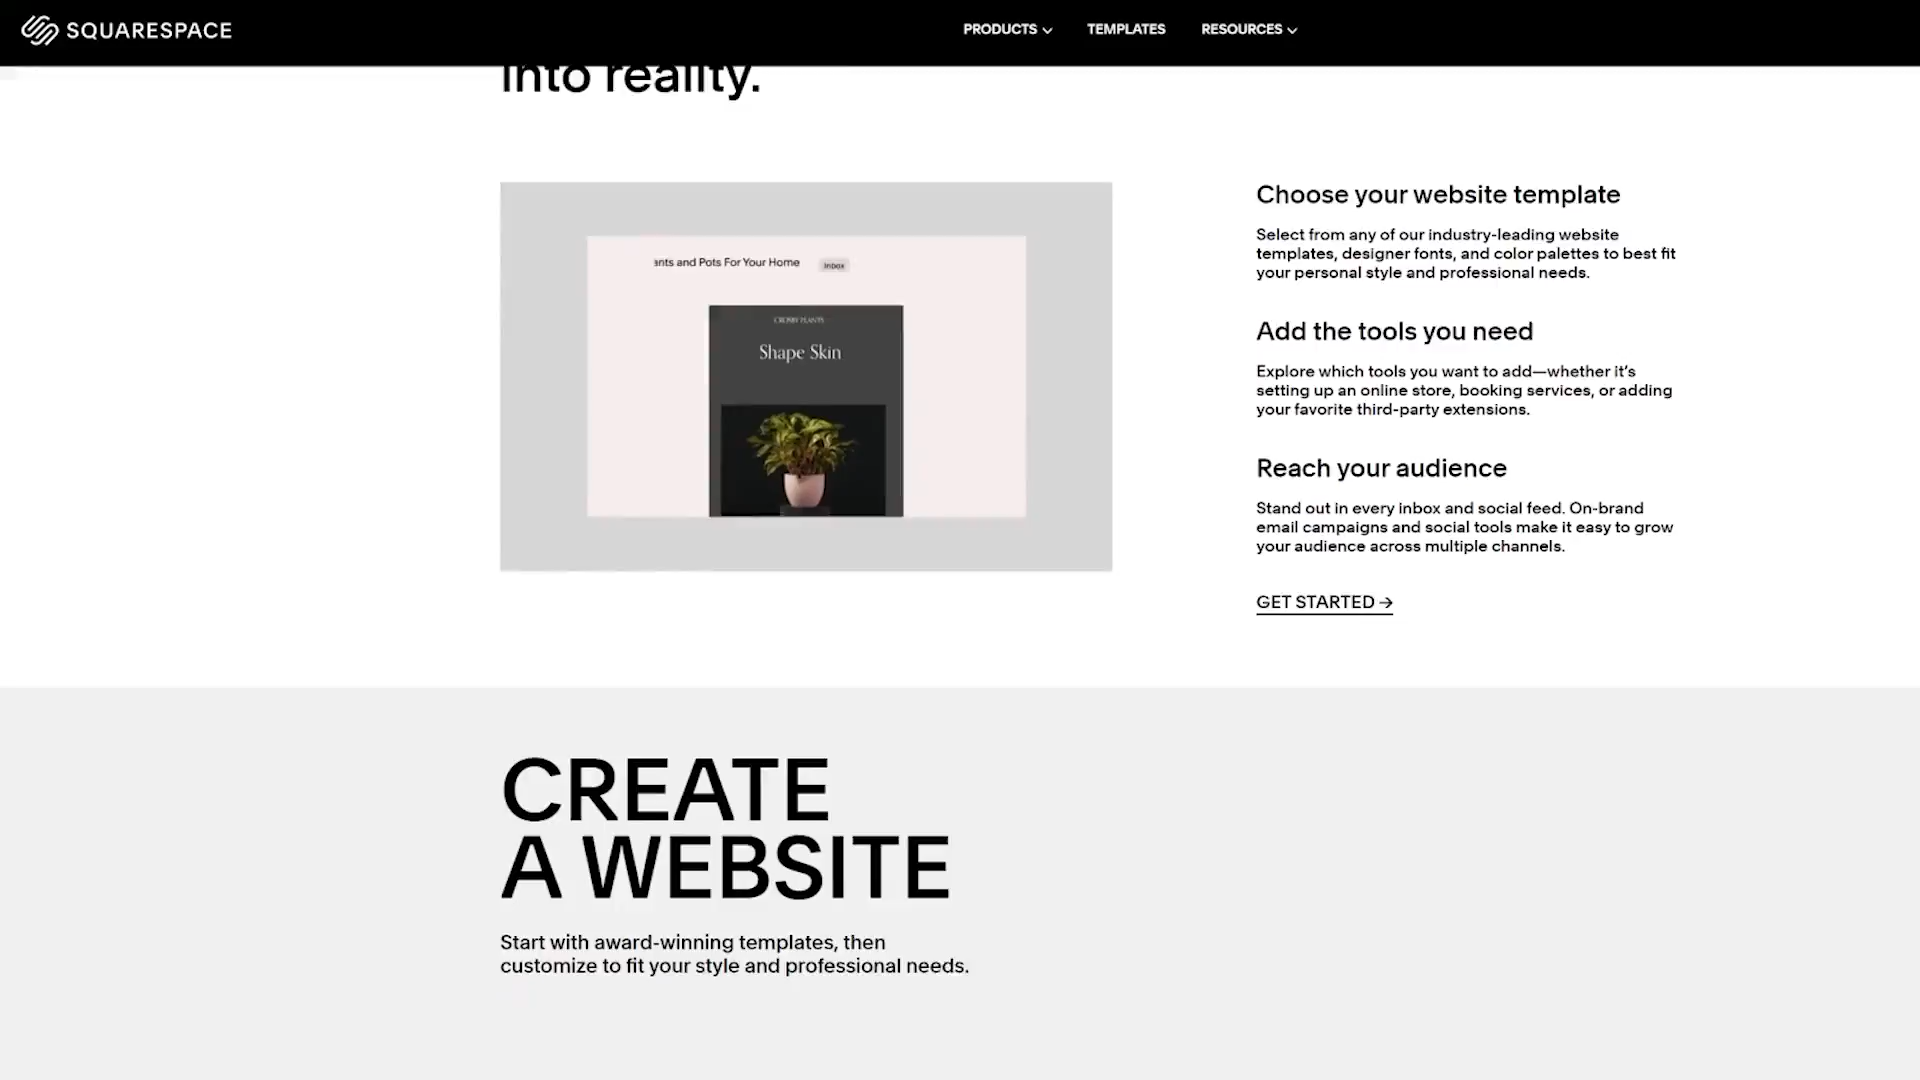 SQUARESPACE
PRODUCTS
TEMPLATES
RESOURCES
into reality.
ants and Pots For Your Home
Inbox
CROSBY PLANTS
Shape Skin
Choose your website template
Select from any of our industry-leading website
templates, designer fonts, and color palettes to best fit
your personal style and professional needs.
Add the tools you need
Explore which tools you want to add—whether it’s
setting up an online store, booking services, or adding
your favorite third-party extensions.
Reach your audience
Stand out in every inbox and social feed. On-brand
email campaigns and social tools make it easy to grow
your audience across multiple channels.
GET STARTED →
CREATE
A WEBSITE
Start with award-winning templates, then
customize to fit your style and professional needs.